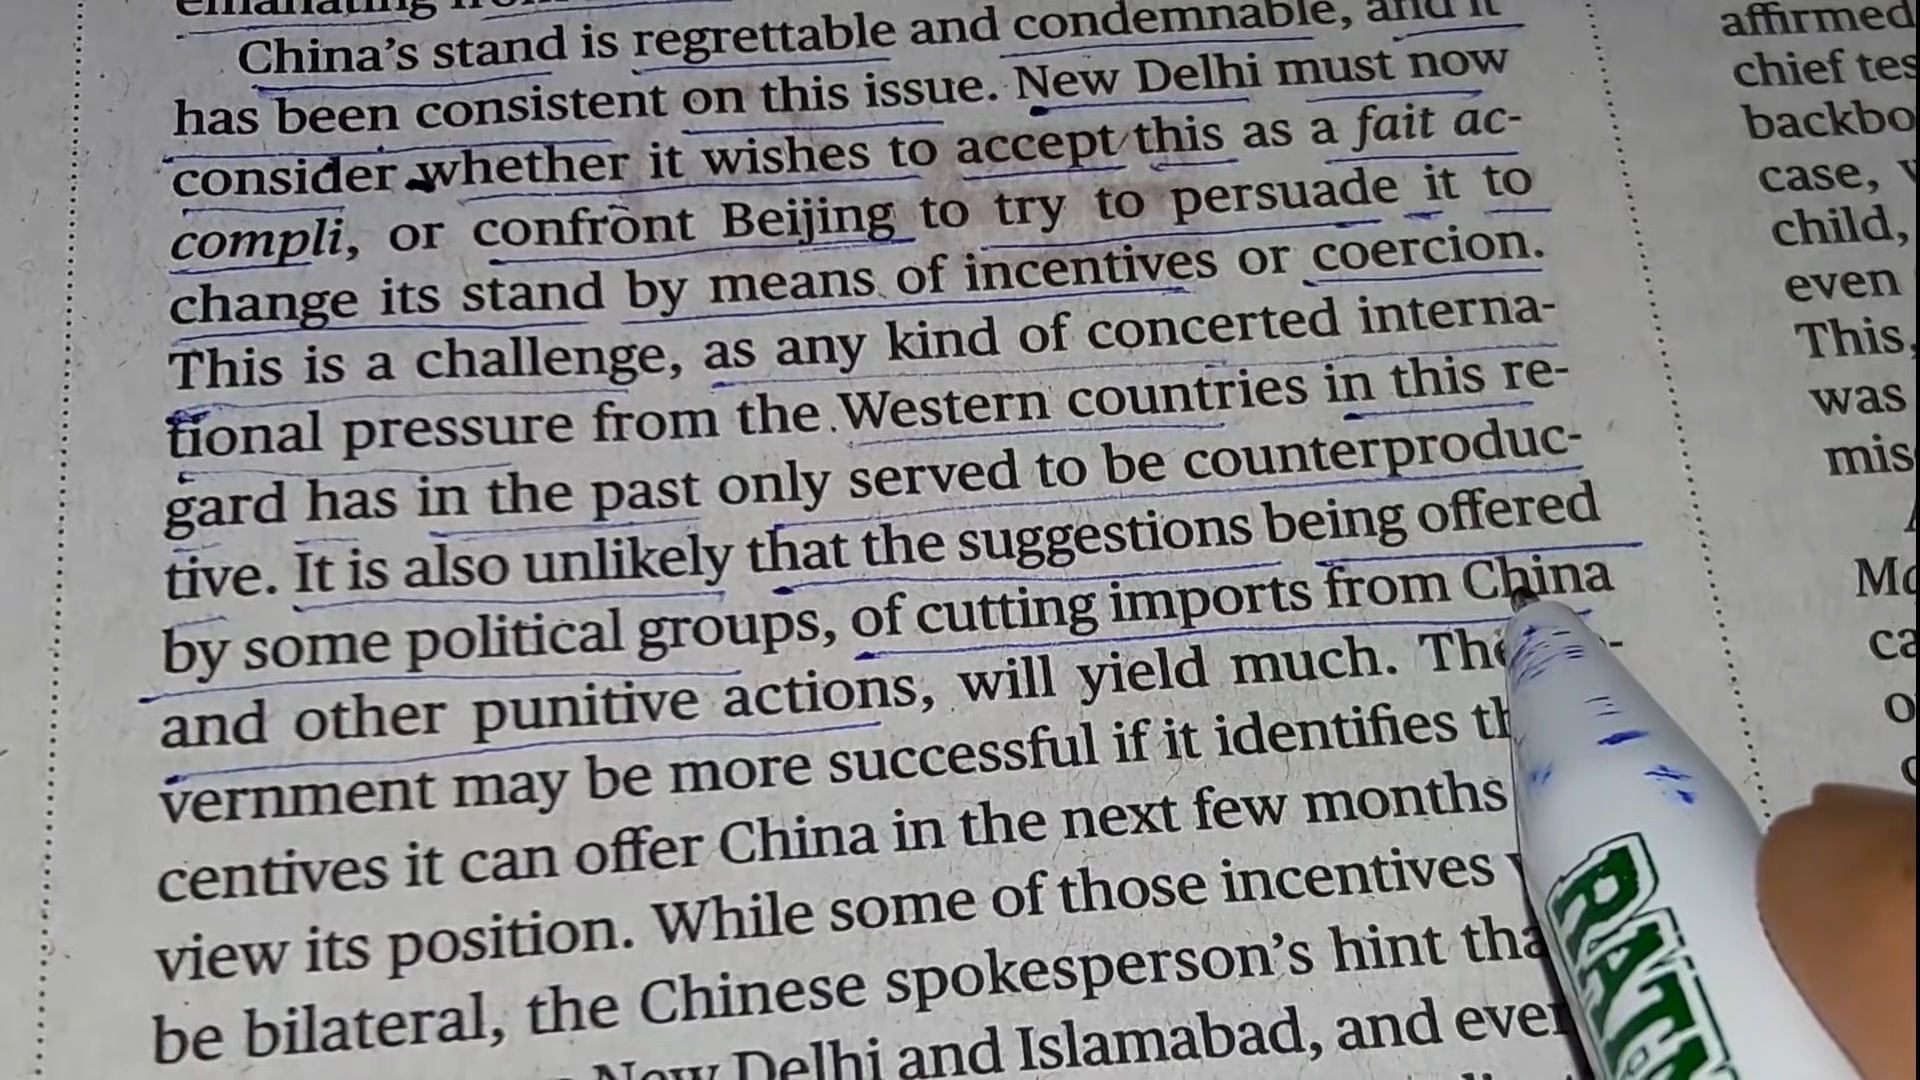 China's stand is regrettable and condemnable, and it
has been consistent on this issue. New Delhi must now
consider whether it wishes to accept this as a fait ac-
compli, or confront Beijing to try to persuade it to
change its stand by means of incentives or coercion.
This is a challenge, as any kind of concerted interna-
tional pressure from the Western countries in this re-
gard has in the past only served to be counterproduc-
tive. It is also unlikely that the suggestions being offered
by some political groups, of cutting imports from China
and other punitive actions, will yield much. The
vernment may be more successful if it identifies
centives it can offer China in the next few months
view its position. While some of those incentives
be bilateral, the Chinese spokesperson's hint
New Delhi and Islamabad, and
affirmed
chief
case,
child,
even
This,
was